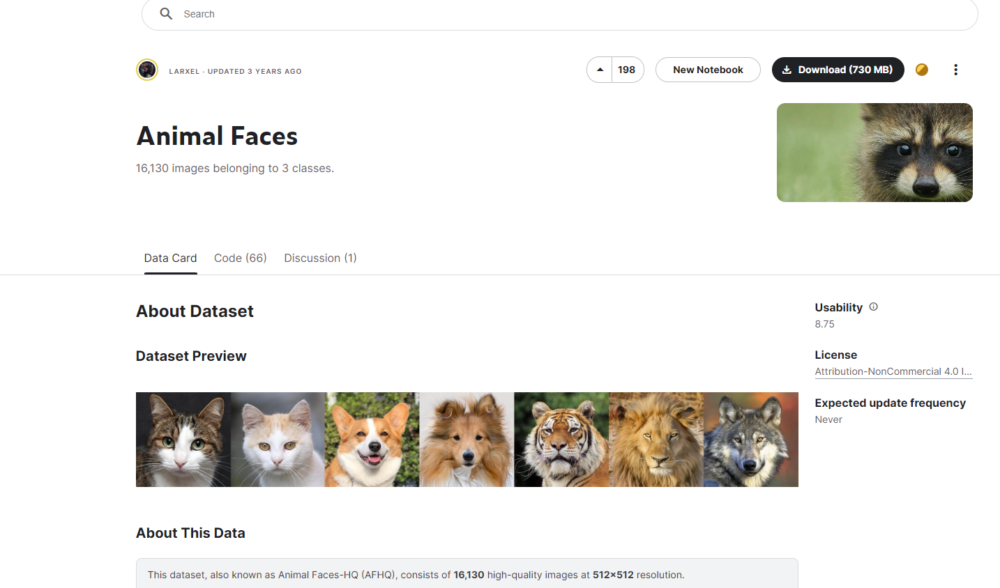 Search
LARXEL · UPDATED 3 YEARS AGO
198
New Notebook
Download (730 MB)
Animal Faces
16,130 images belonging to 3 classes.
Data Card
Code (66)
Discussion (1)
About Dataset
Dataset Preview
Usability
8.75
License
Attribution-NonCommercial 4.0 I...
Expected update frequency
Never
About This Data
This dataset, also known as Animal Faces-HQ (AFHQ), consists of 16,130 high-quality images at 512×512 resolution.